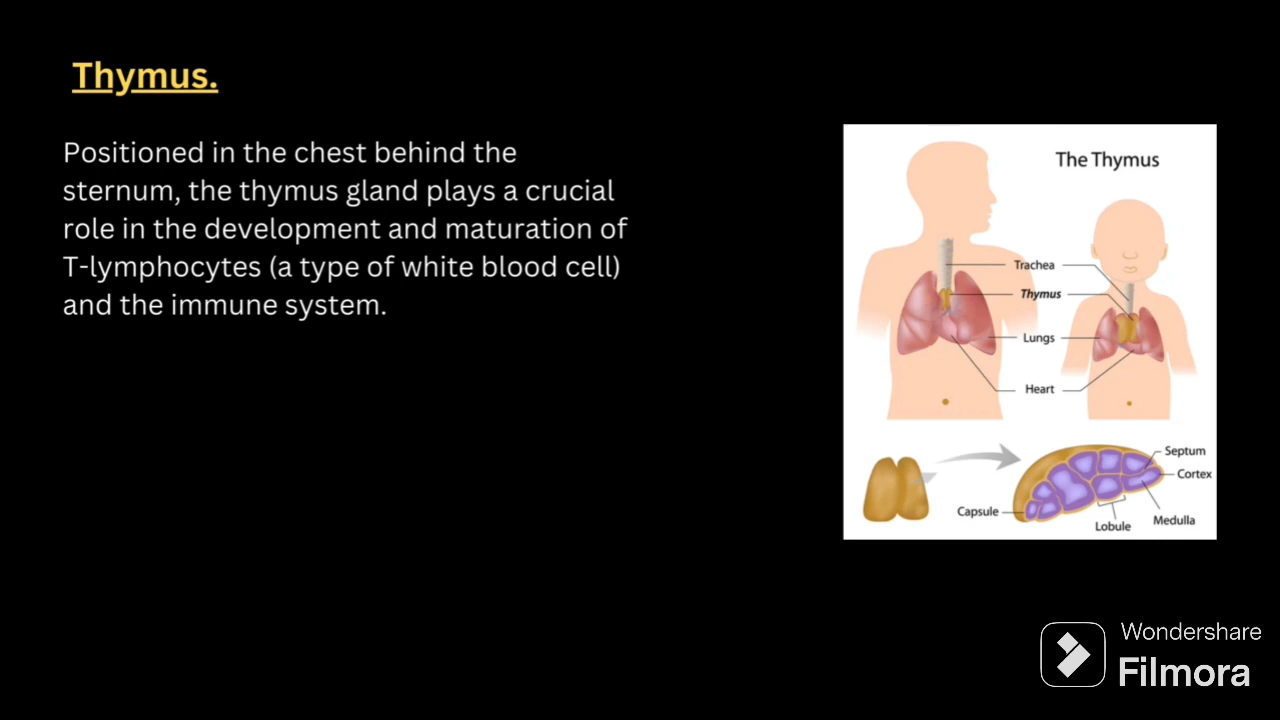 Thymus.
Positioned in the chest behind the
sternum, the thymus gland plays a crucial
role in the development and maturation of
T-lymphocytes (a type of white blood cell)
and the immune system.
The Thymus
Trachea
Thymus
Lungs
Heart
Septum
Cortex
Capsule
Medulla
Lobule
Wondershare
Filmora